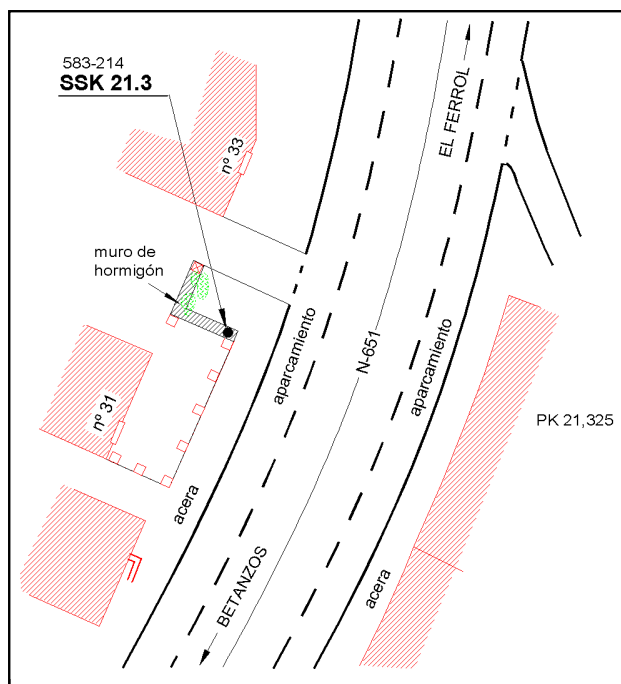 583-214
SSK 21.3
EL FERROL
nº 33
muro de
hormigón
aparcamiento
N-651
aparcamiento
nº 31
PK 21,325
acera
BETANZOS
acera